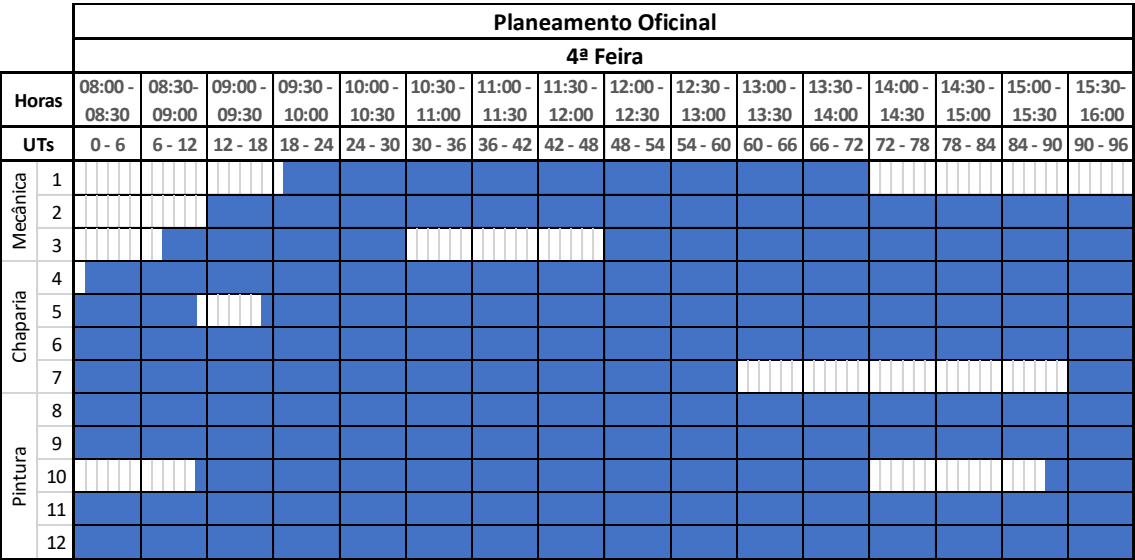 Planeamento Oficinal
4ª Feira
Horas 08:00 - 08:30 08:30- 09:00 09:00 - 09:30 09:30 - 10:00 10:00 - 10:30 10:30 - 11:00 11:00 - 11:30 11:30 - 12:00 12:00 - 12:30 12:30 - 13:00 13:00 - 13:30 13:30 - 14:00 14:00 - 14:30 14:30 - 15:00 15:00 - 15:30 15:30- 16:00
UTs 0 - 6 6 - 12 12 - 18 18 - 24 24 - 30 30 - 36 36 - 42 42 - 48 48 - 54 54 - 60 60 - 66 66 - 72 72 - 78 78 - 84 84 - 90 90 - 96
Mecânica
1
2
3
Chaparia
4
5
6
7
Pintura
8
9
10
11
12